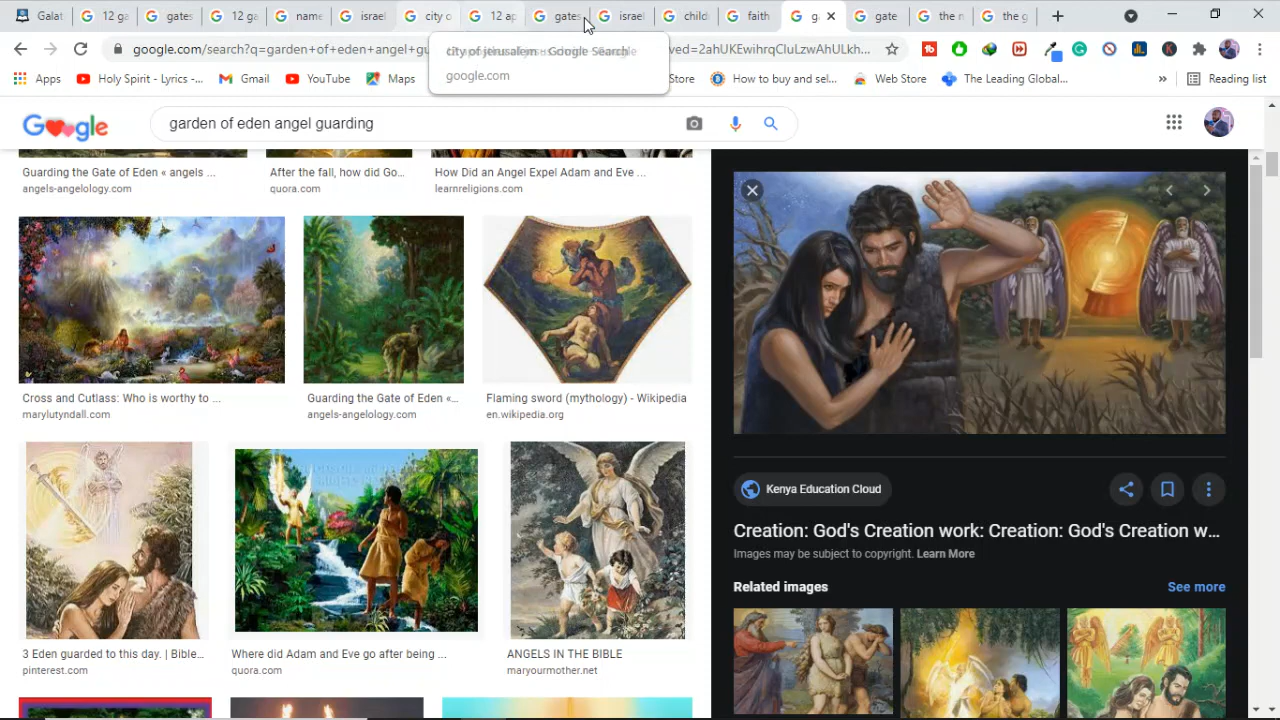 Galat
12 ga
gates
12 ga
name
israel
city o
12 ap
gates
israel
child
faith
ga
gate
the n
the g
google.com/search?q=garden+of+eden+angel+gu
ved=2ahUKEwihrqCluLzwAhULkh...
city of jerusalem - Google Search
google.com
Apps
Holy Spirit - Lyrics -...
Gmail
YouTube
Maps
Store
How to buy and sel...
Web Store
The Leading Global...
»
Reading list
Google
garden of eden angel guarding
Guarding the Gate of Eden « angels ...
angels-angelology.com
After the fall, how did Go...
quora.com
How Did an Angel Expel Adam and Eve ...
learnreligions.com
Cross and Cutlass: Who is worthy to ...
marylutyndall.com
Guarding the Gate of Eden «...
angels-angelology.com
Flaming sword (mythology) - Wikipedia
en.wikipedia.org
3 Eden guarded to this day. | Bible...
pinterest.com
Where did Adam and Eve go after being ...
quora.com
ANGELS IN THE BIBLE
maryourmother.net
Kenya Education Cloud
Creation: God's Creation work: Creation: God's Creation w...
Images may be subject to copyright. Learn More
Related images
See more